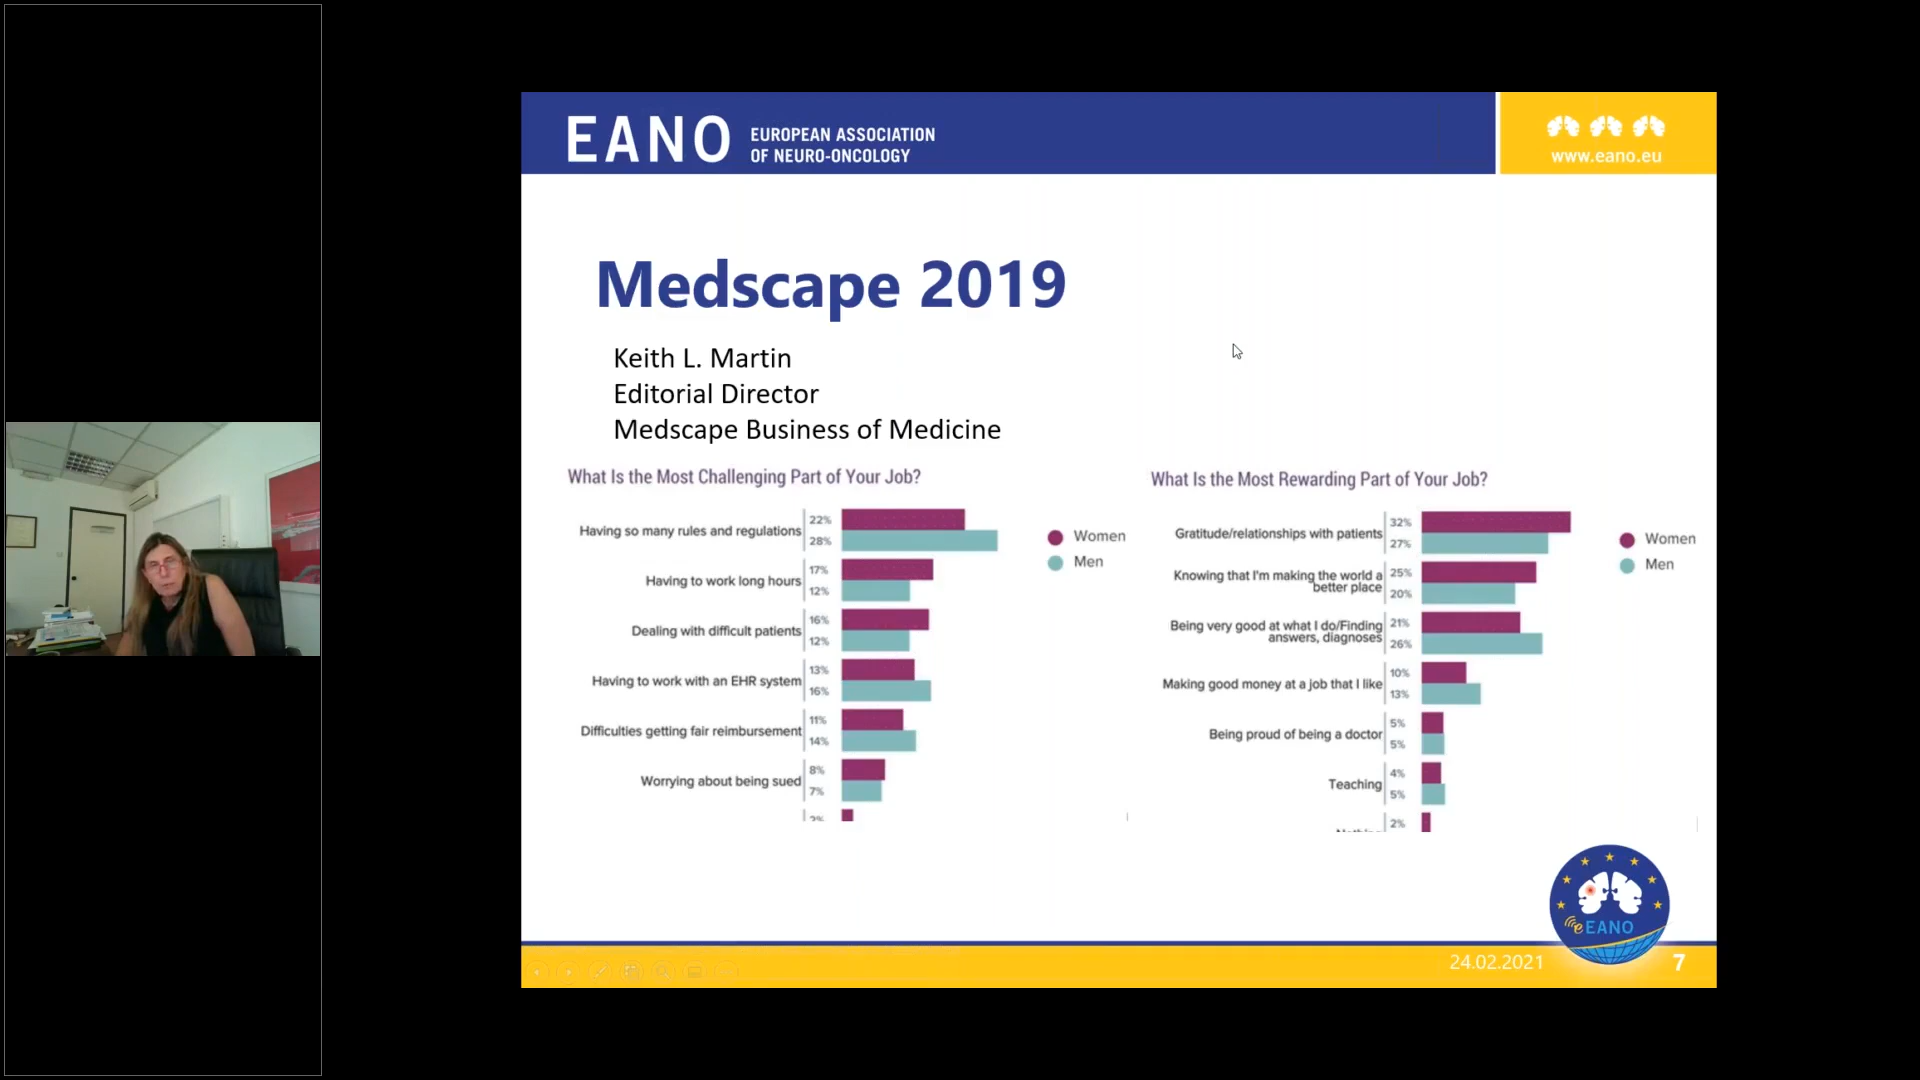 EANO
EUROPEAN ASSOCIATION
OF NEURO-ONCOLOGY
www.eano.eu
Medscape 2019
Keith L. Martin
Editorial Director
Medscape Business of Medicine
What Is the Most Challenging Part of Your Job?
Having so many rules and regulations
22%
28%
Having to work long hours
17%
12%
Dealing with difficult patients
16%
12%
Having to work with an EHR system
13%
16%
Difficulties getting fair reimbursement
11%
14%
Worrying about being sued
8%
7%
Women
Men
What Is the Most Rewarding Part of Your Job?
Gratitude/relationships with patients
32%
27%
Knowing that I'm making the world a
better place
25%
20%
Being very good at what I do/Finding
answers, diagnoses
21%
26%
Making good money at a job that I like
10%
13%
Being proud of being a doctor
5%
5%
Teaching
4%
5%
2%
Women
Men
eEANO
24.02.2021
7